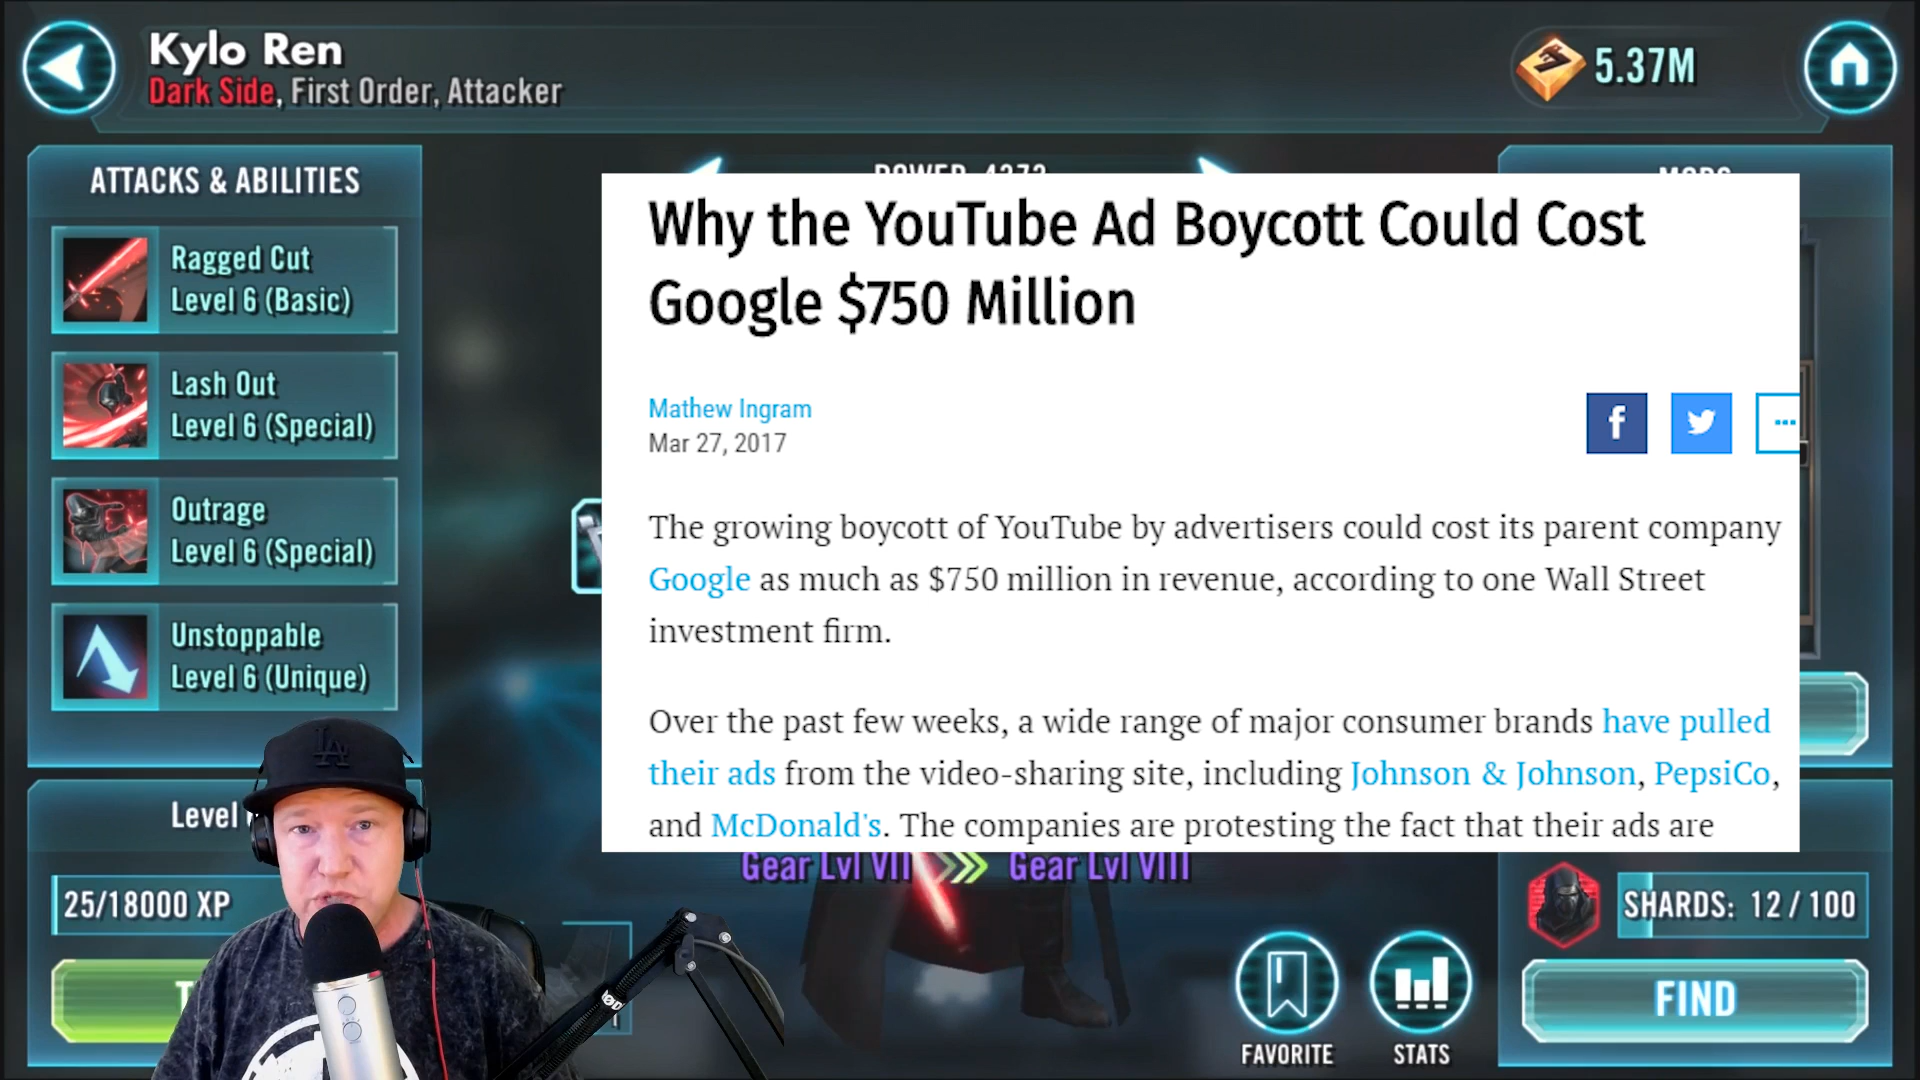 Kylo Ren
Dark Side, First Order, Attacker
5.37M
ATTACKS & ABILITIES
Ragged Cut
Level 6 (Basic)
Lash Out
Level 6 (Special)
Outrage
Level 6 (Special)
Unstoppable
Level 6 (Unique)
POWER 4272
MODS
Why the YouTube Ad Boycott Could Cost
Google $750 Million
Mathew Ingram
Mar 27, 2017
f
The growing boycott of YouTube by advertisers could cost its parent company
Google as much as $750 million in revenue, according to one Wall Street
investment firm.
Over the past few weeks, a wide range of major consumer brands have pulled
their ads from the video-sharing site, including Johnson & Johnson, PepsiCo,
and McDonald's. The companies are protesting the fact that their ads are
Gear Lvl VII
Gear Lvl VIII
Level
25/18000 XP
T
LA
SHARDS: 12 / 100
FIND
FAVORITE
STATS